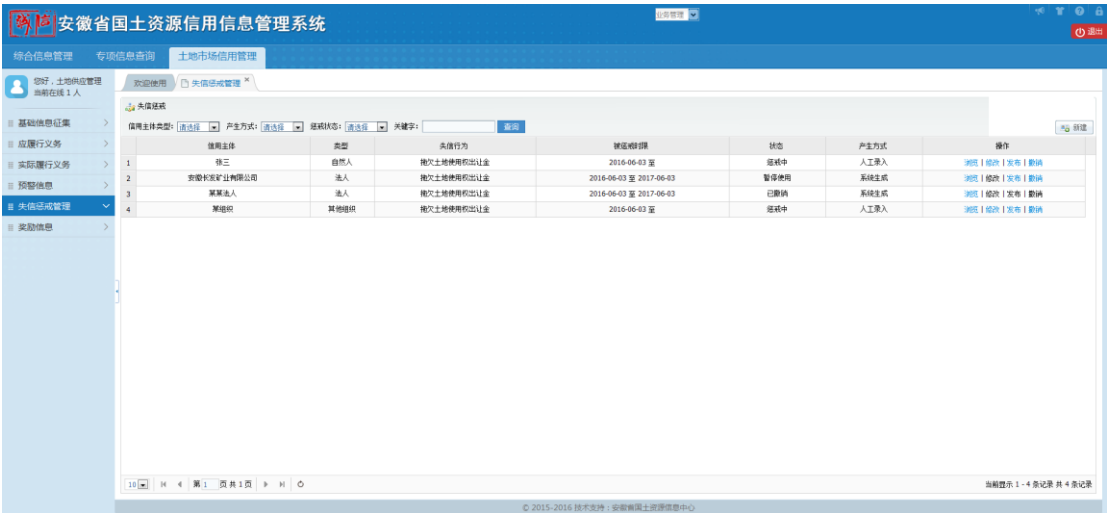 诚信 安徽省国土资源信用信息管理系统
业务管理
退出
综合信息管理 专项信息查询 土地市场信用管理
您好，土地供应管理
当前在线 1 人
欢迎使用 失信惩戒管理 ×
失信惩戒
信用主体类型: 请选择 产生方式: 请选择 惩戒状态: 请选择 关键字: 查询 新建
基础信息征集
应履行义务
实际履行义务
预警信息
失信惩戒管理
奖励信息
信用主体 类型 失信行为 被惩戒时限 状态 产生方式 操作
1 张三 自然人 拖欠土地使用权出让金 2016-06-03 至 惩戒中 人工录入 浏览 | 修改 | 发布 | 撤销
2 安徽长发矿业有限公司 法人 拖欠土地使用权出让金 2016-06-03 至 2017-06-03 暂停使用 系统生成 浏览 | 修改 | 发布 | 撤销
3 某某法人 法人 拖欠土地使用权出让金 2016-06-03 至 2017-06-03 已撤销 系统生成 浏览 | 修改 | 发布 | 撤销
4 某组织 其他组织 拖欠土地使用权出让金 2016-06-03 至 惩戒中 人工录入 浏览 | 修改 | 发布 | 撤销
10 第 1 页 共 1 页 当前显示 1 - 4 条记录 共 4 条记录
© 2015-2016 技术支持：安徽省国土资源信息中心